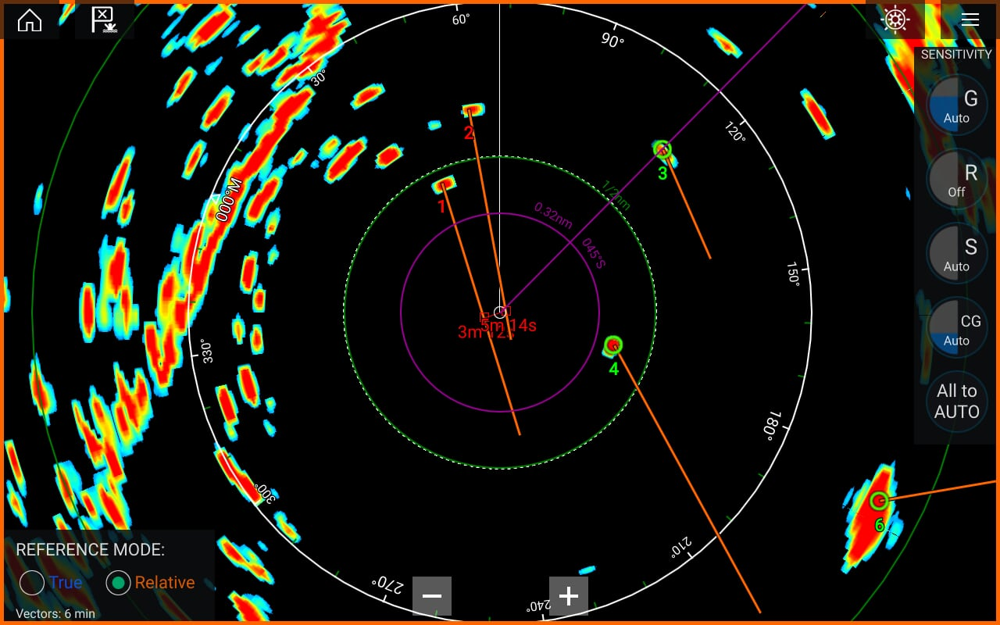 60°
90°
SENSITIVITY
30°
G
Auto
2
120°
R
Off
3
000°M
1/2nm
1
0.32nm
045°S
S
Auto
150°
5m 14s
3m
CG
Auto
330°
4
All to
AUTO
180°
300°
6
REFERENCE MODE:
210°
True
Relative
270°
240°
Vectors: 6 min